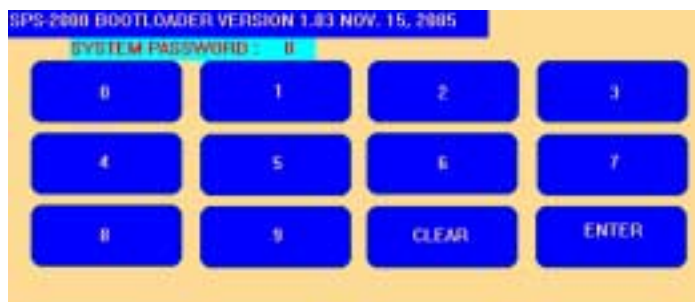 SPS-2000 BOOTLOADER VERSION 1.03 NOV. 15, 2005
SYSTEM PASSWORD : 0
0 1 2 3
4 5 6 7
8 9 CLEAR ENTER